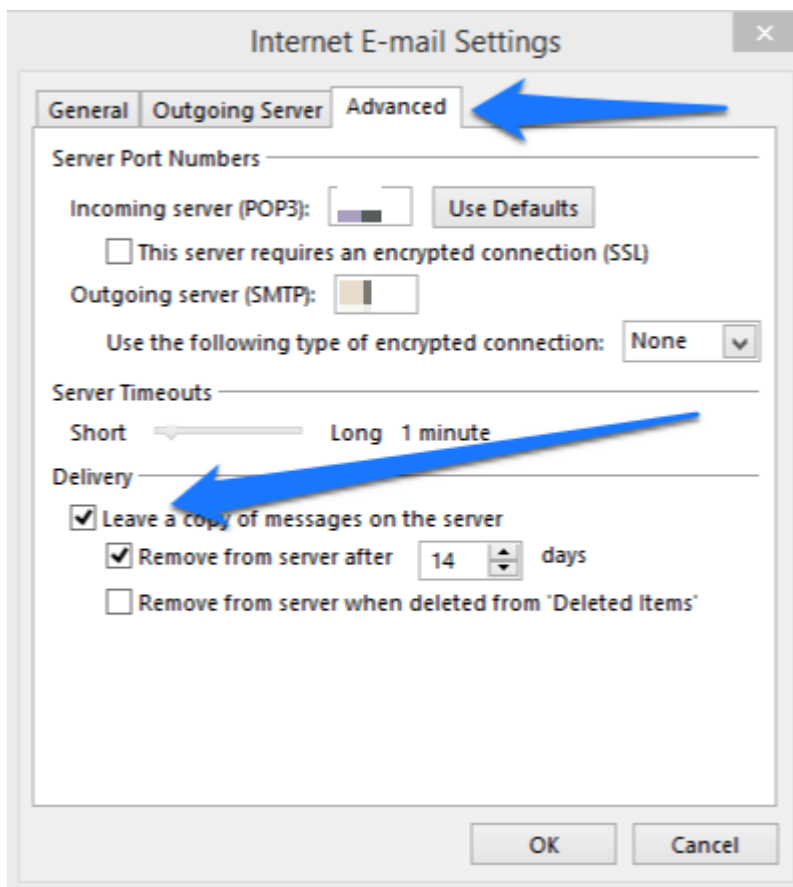 Internet E-mail Settings
General Outgoing Server Advanced
Server Port Numbers
Incoming server (POP3): Use Defaults
This server requires an encrypted connection (SSL)
Outgoing server (SMTP):
Use the following type of encrypted connection: None
Server Timeouts
Short Long 1 minute
Delivery
Leave a copy of messages on the server
Remove from server after 14 days
Remove from server when deleted from 'Deleted Items'
OK Cancel